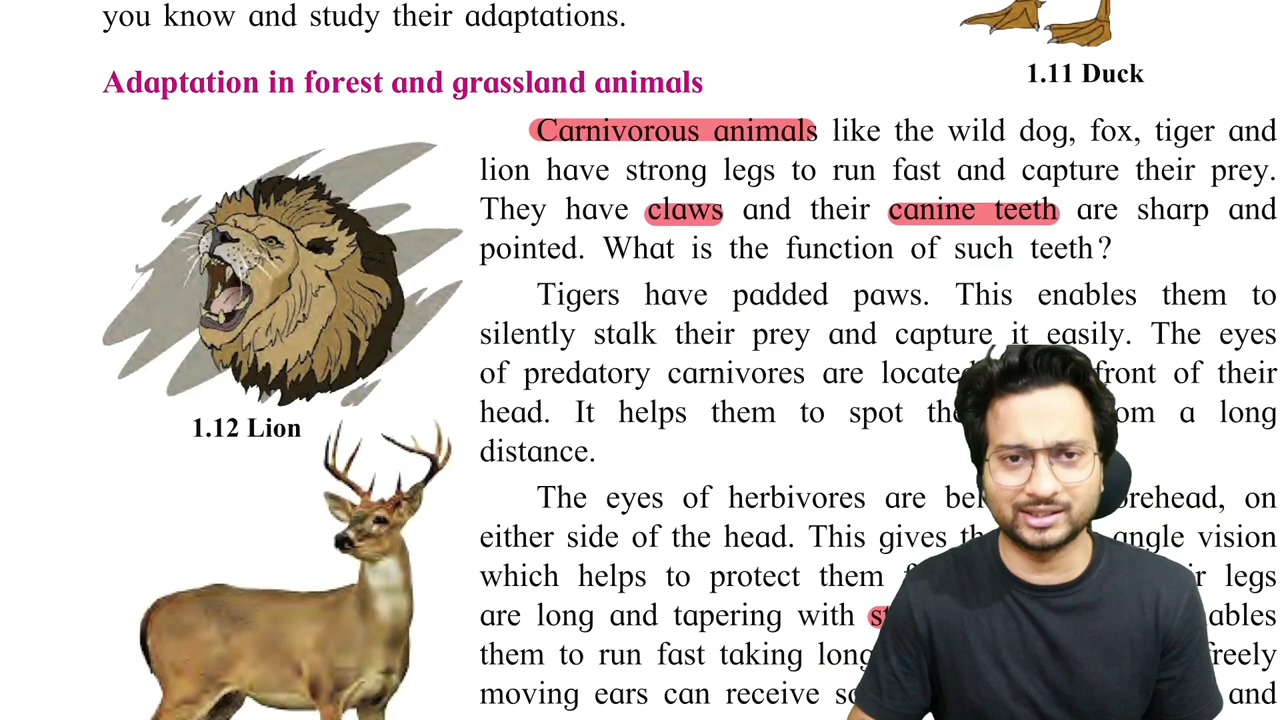 you know and study their adaptations.
1.11 Duck
Adaptation in forest and grassland animals
Carnivorous animals like the wild dog, fox, tiger and
lion have strong legs to run fast and capture their prey.
They have claws and their canine teeth are sharp and
pointed. What is the function of such teeth?
Tigers have padded paws. This enables them to
silently stalk their prey and capture it easily. The eyes
of predatory carnivores are located front of their
head. It helps them to spot a long
distance.
1.12 Lion
The eyes of herbivores are on
either side of the head. This gives angle vision
which helps to protect them legs
are long and tapering with
them to run fast taking long freely
moving ears can receive and